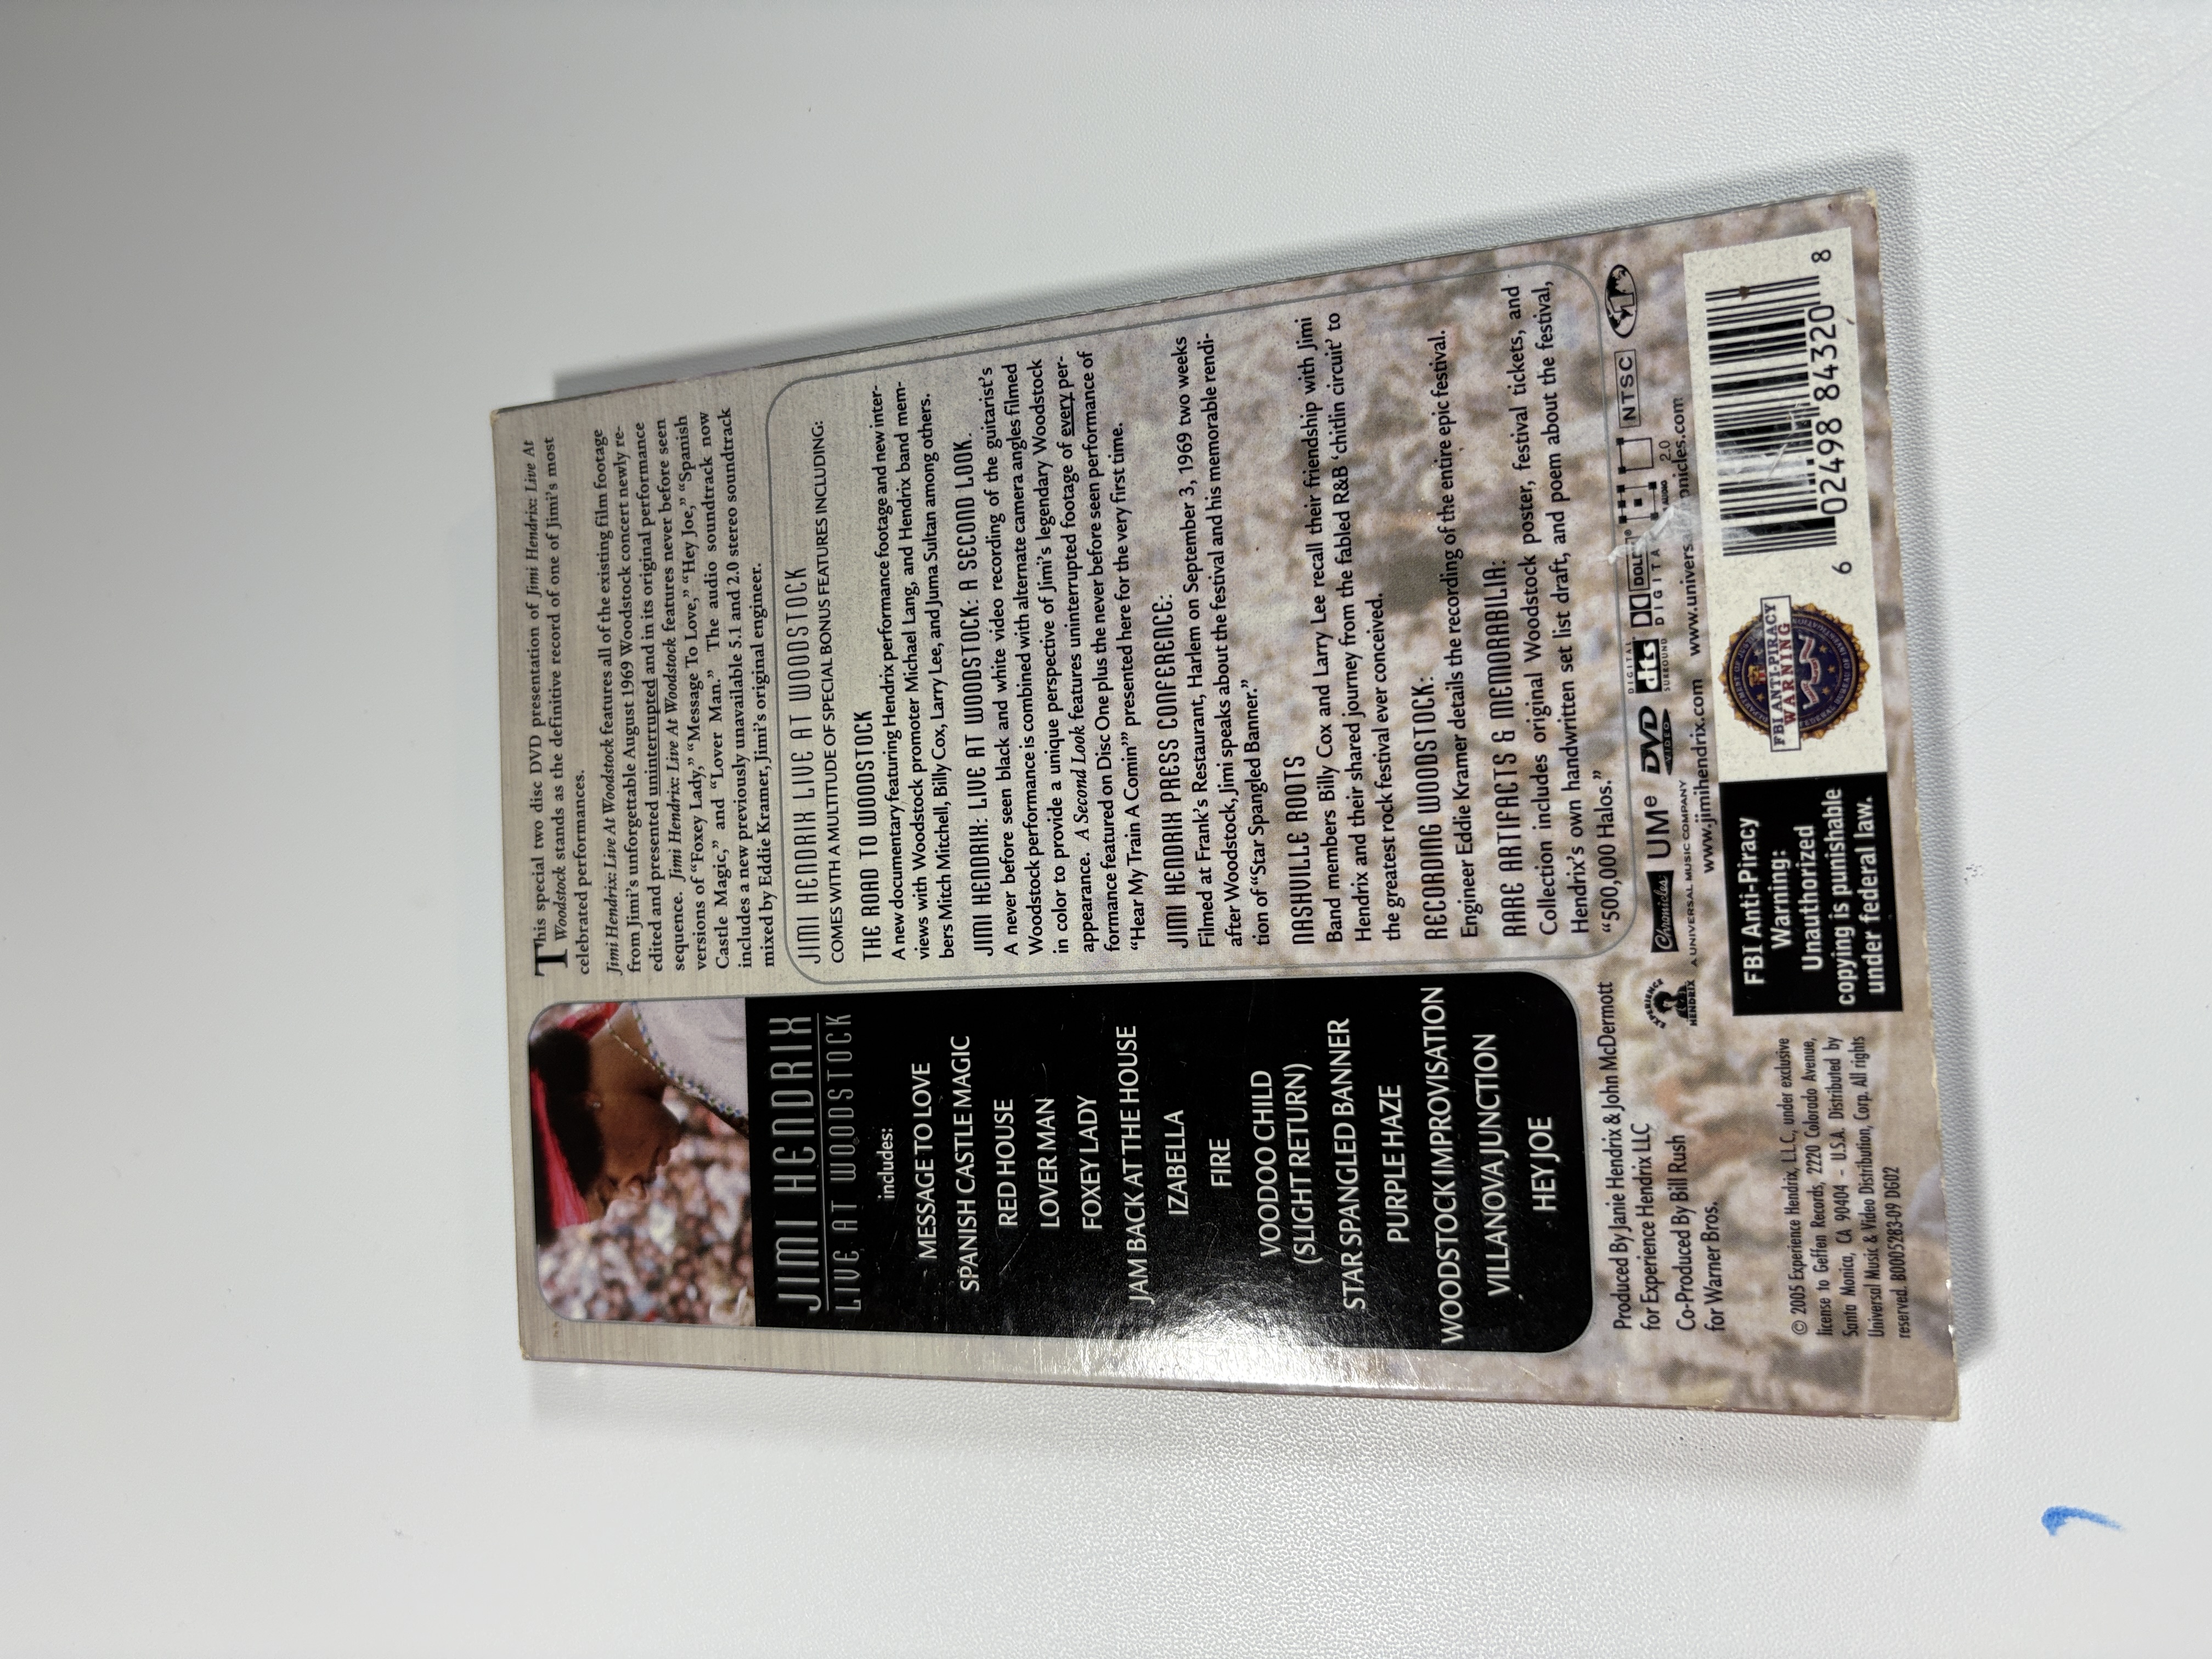 This special two disc DVD presentation of Jimi Hendrix: Live At
Woodstock stands as the definitive record of one of Jimi's most
celebrated performances.
Jimi Hendrix: Live At Woodstock features all of the existing film footage
from Jimi's unforgettable August 1969 Woodstock concert newly re-
edited and presented uninterrupted and in its original performance
sequence. Jimi Hendrix: Live At Woodstock features never before seen
versions of "Foxey Lady," "Message To Love," "Hey Joe," "Spanish
Castle Magic," and "Lover Man." The audio soundtrack now
includes a new previously unavailable 5.1 and 2.0 stereo soundtrack
mixed by Eddie Kramer, Jimi's original engineer.
JIMI HENDRIX LIVE AT WOODSTOCK
COMES WITH A MULTITUDE OF SPECIAL BONUS FEATURES INCLUDING:
THE ROAD TO WOODSTOCK
A new documentary featuring Hendrix performance footage and new inter-
views with Woodstock promoter Michael Lang, and Hendrix band mem-
bers Mitch Mitchell, Billy Cox, Larry Lee, and Juma Sultan among others.
JIMI HENDRIX: LIVE AT WOODSTOCK: A SECOND LOOK.
A never before seen black and white video recording of the guitarist's
Woodstock performance is combined with alternate camera angles filmed
in color to provide a unique perspective of Jimi's legendary Woodstock
appearance. A Second Look features uninterrupted footage of every per-
formance featured on Disc One plus the never before seen performance of
"Hear My Train A Comin'" presented here for the very first time.
JIMI HENDRIX PRESS CONFERENCE:
Filmed at Frank's Restaurant, Harlem on September 3, 1969 two weeks
after Woodstock, Jimi speaks about the festival and his memorable rendi-
tion of "Star Spangled Banner."
NASHVILLE ROOTS
Band members Billy Cox and Larry Lee recall their friendship with Jimi
Hendrix and their shared journey from the fabled R&B 'chitlin circuit' to
the greatest rock festival ever conceived.
RECORDING WOODSTOCK:
Engineer Eddie Kramer details the recording of the entire epic festival.
RARE ARTIFACTS & MEMORABILIA:
Collection includes original Woodstock poster, festival tickets, and
Hendrix's own handwritten set list draft, and poem about the festival,
"500,000 Halos."
JIMI HENDRIX
LIVE AT WOODSTOCK
includes:
MESSAGE TO LOVE
SPANISH CASTLE MAGIC
RED HOUSE
LOVER MAN
FOXEY LADY
JAM BACK AT THE HOUSE
IZABELLA
FIRE
VOODOO CHILD
(SLIGHT RETURN)
STAR SPANGLED BANNER
PURPLE HAZE
WOODSTOCK IMPROVISATION
VILLANOVA JUNCTION
HEY JOE
Produced By Janie Hendrix & John McDermott
for Experience Hendrix LLC
Co-Produced By Bill Rush
for Warner Bros.
© 2005 Experience Hendrix, L.L.C, under exclusive
license to Geffen Records, 2220 Colorado Avenue,
Santa Monica, CA 90404 - U.S.A. Distributed by
Universal Music & Video Distribution, Corp. All rights
reserved. B0005283-09 DG02
EXPERIENCE
HENDRIX
Chronicles UMe
A UNIVERSAL MUSIC COMPANY
DVD
VIDEO
DIGITAL
dts
SURROUND
DOLBY
DIGITAL
AUDIO 2.0
NTSC
1
www.jimihendrix.com
FBI Anti-Piracy
Warning:
Unauthorized
copying is punishable
under federal law.
FBI ANTI-PIRACY
WARNING
6 02498 84320 8